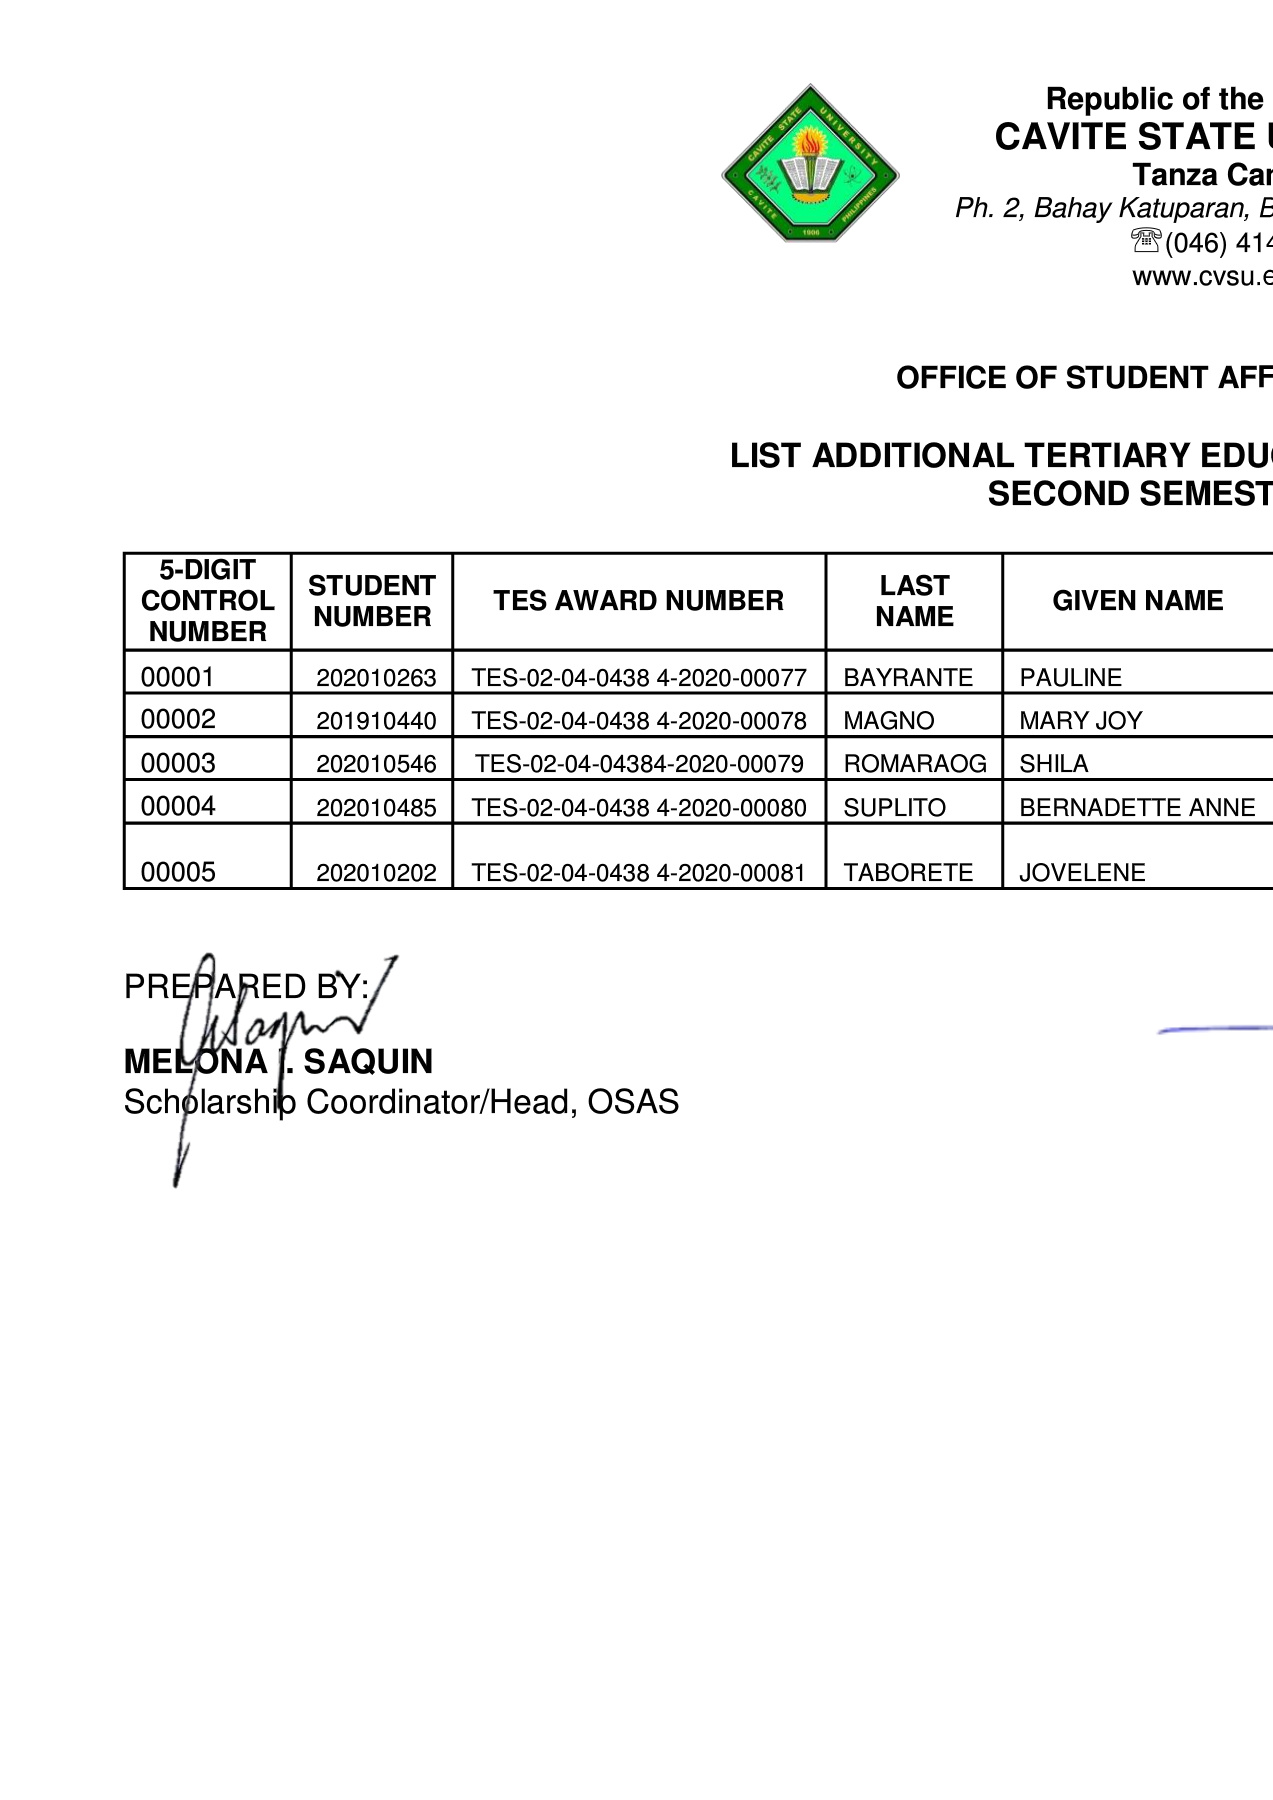 CAVITE STATE UNIVERSITY
CAVITE PHILIPPINES
1906
Republic of the
CAVITE STATE
Tanza
Ph. 2, Bahay Katuparan,
(046) 414
www.cvsu.e
OFFICE OF STUDENT AFF
LIST ADDITIONAL TERTIARY EDU
SECOND SEMEST
5-DIGIT CONTROL NUMBER STUDENT NUMBER TES AWARD NUMBER LAST NAME GIVEN NAME
00001 202010263 TES-02-04-0438 4-2020-00077 BAYRANTE PAULINE
00002 201910440 TES-02-04-0438 4-2020-00078 MAGNO MARY JOY
00003 202010546 TES-02-04-04384-2020-00079 ROMARAOG SHILA
00004 202010485 TES-02-04-0438 4-2020-00080 SUPLITO BERNADETTE ANNE
00005 202010202 TES-02-04-0438 4-2020-00081 TABORETE JOVELENE
PREPARED BY:
MELONA . SAQUIN
Scholarship Coordinator/Head, OSAS